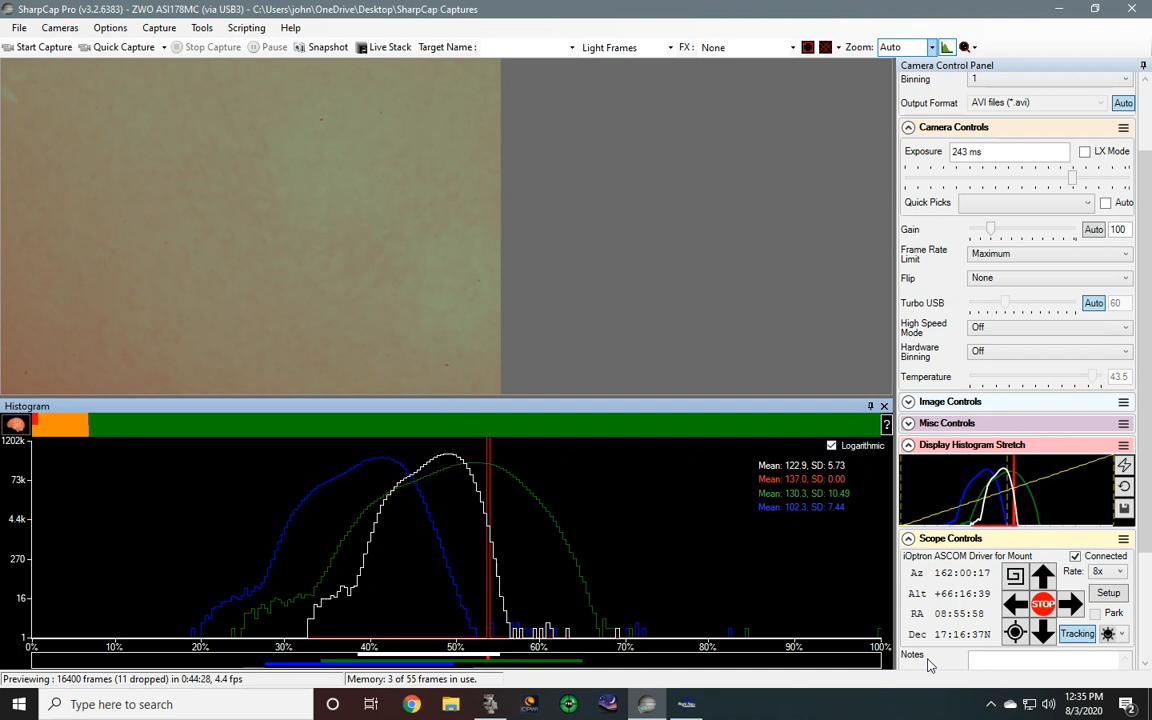 SharpCap Pro (v3.2.6383) - ZWO ASI178MC (via USB3) - C:\Users\john\OneDrive\Desktop\SharpCap Captures
File Cameras Options Capture Tools Scripting Help
Start Capture Quick Capture Stop Capture Pause Snapshot Live Stack Target Name : Light Frames FX : None Zoom: Auto
Camera Control Panel
Binning 1
Output Format AVI files (*.avi) Auto
Camera Controls
Exposure 243 ms LX Mode
Quick Picks Auto
Gain Auto 100
Frame Rate Limit Maximum
Flip None
Turbo USB Auto 60
High Speed Mode Off
Hardware Binning Off
Temperature 43.5
Image Controls
Misc Controls
Display Histogram Stretch
Scope Controls
iOptron ASCOM Driver for Mount Connected
Az 162:00:17 Rate: 8x
Alt +66:16:39 STOP Setup
RA 08:55:58 Park
Dec 17:16:37N Tracking
Notes
Histogram
?
1202k
Logarithmic
Mean: 122.9, SD: 5.73
73k
Mean: 137.0, SD: 0.00
Mean: 130.3, SD: 10.49
Mean: 102.3, SD: 7.44
4.4k
270
16
1
0% 10% 20% 30% 40% 50% 60% 70% 80% 90% 100%
Previewing : 16400 frames (11 dropped) in 0:44:28, 4.4 fps Memory: 3 of 55 frames in use.
Type here to search
12:35 PM
8/3/2020
2